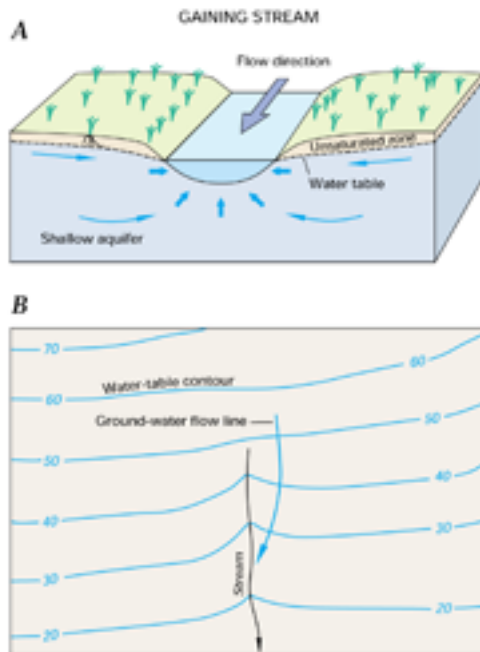 GAINING STREAM
A
Flow direction
Unsaturated zone
Water table
Shallow aquifer
B
70
60
Water-table contour
60
Ground-water flow line
50
50
40
40
30
30
Stream
20
20